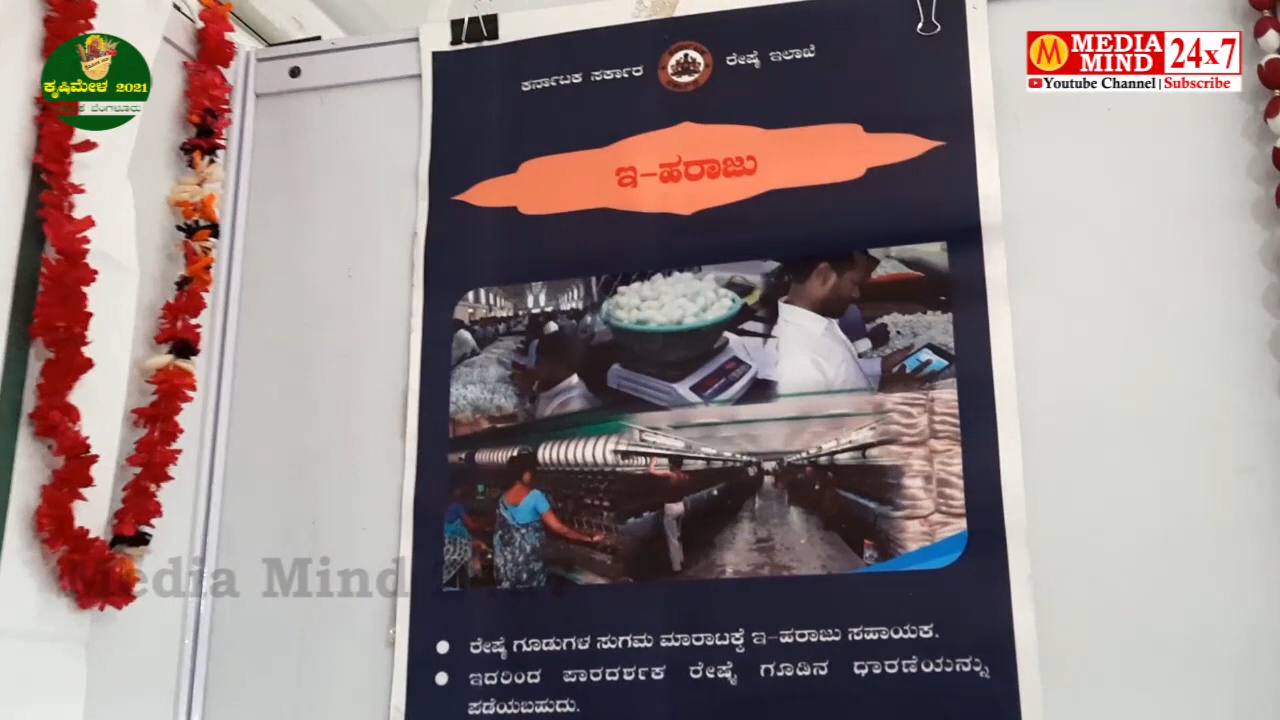 ಕೃಷಿಮೇಳ 2021
ಬೆಂಗಳೂರು
MEDIA MIND 24x7
Youtube Channel | Subscribe
ಕರ್ನಾಟಕ ಸರ್ಕಾರ ರೇಷ್ಮೆ ಇಲಾಖೆ
ಇ-ಹರಾಜು
Media Mind
ರೇಷ್ಮೆ ಗೂಡುಗಳ ಸುಗಮ ಮಾರಾಟಕ್ಕೆ ಇ-ಹರಾಜು ಸಹಾಯಕ.
ಇದರಿಂದ ಪಾರದರ್ಶಕ ರೇಷ್ಮೆ ಗೂಡಿನ ಧಾರಣೆಯನ್ನು
ಪಡೆಯಬಹುದು.